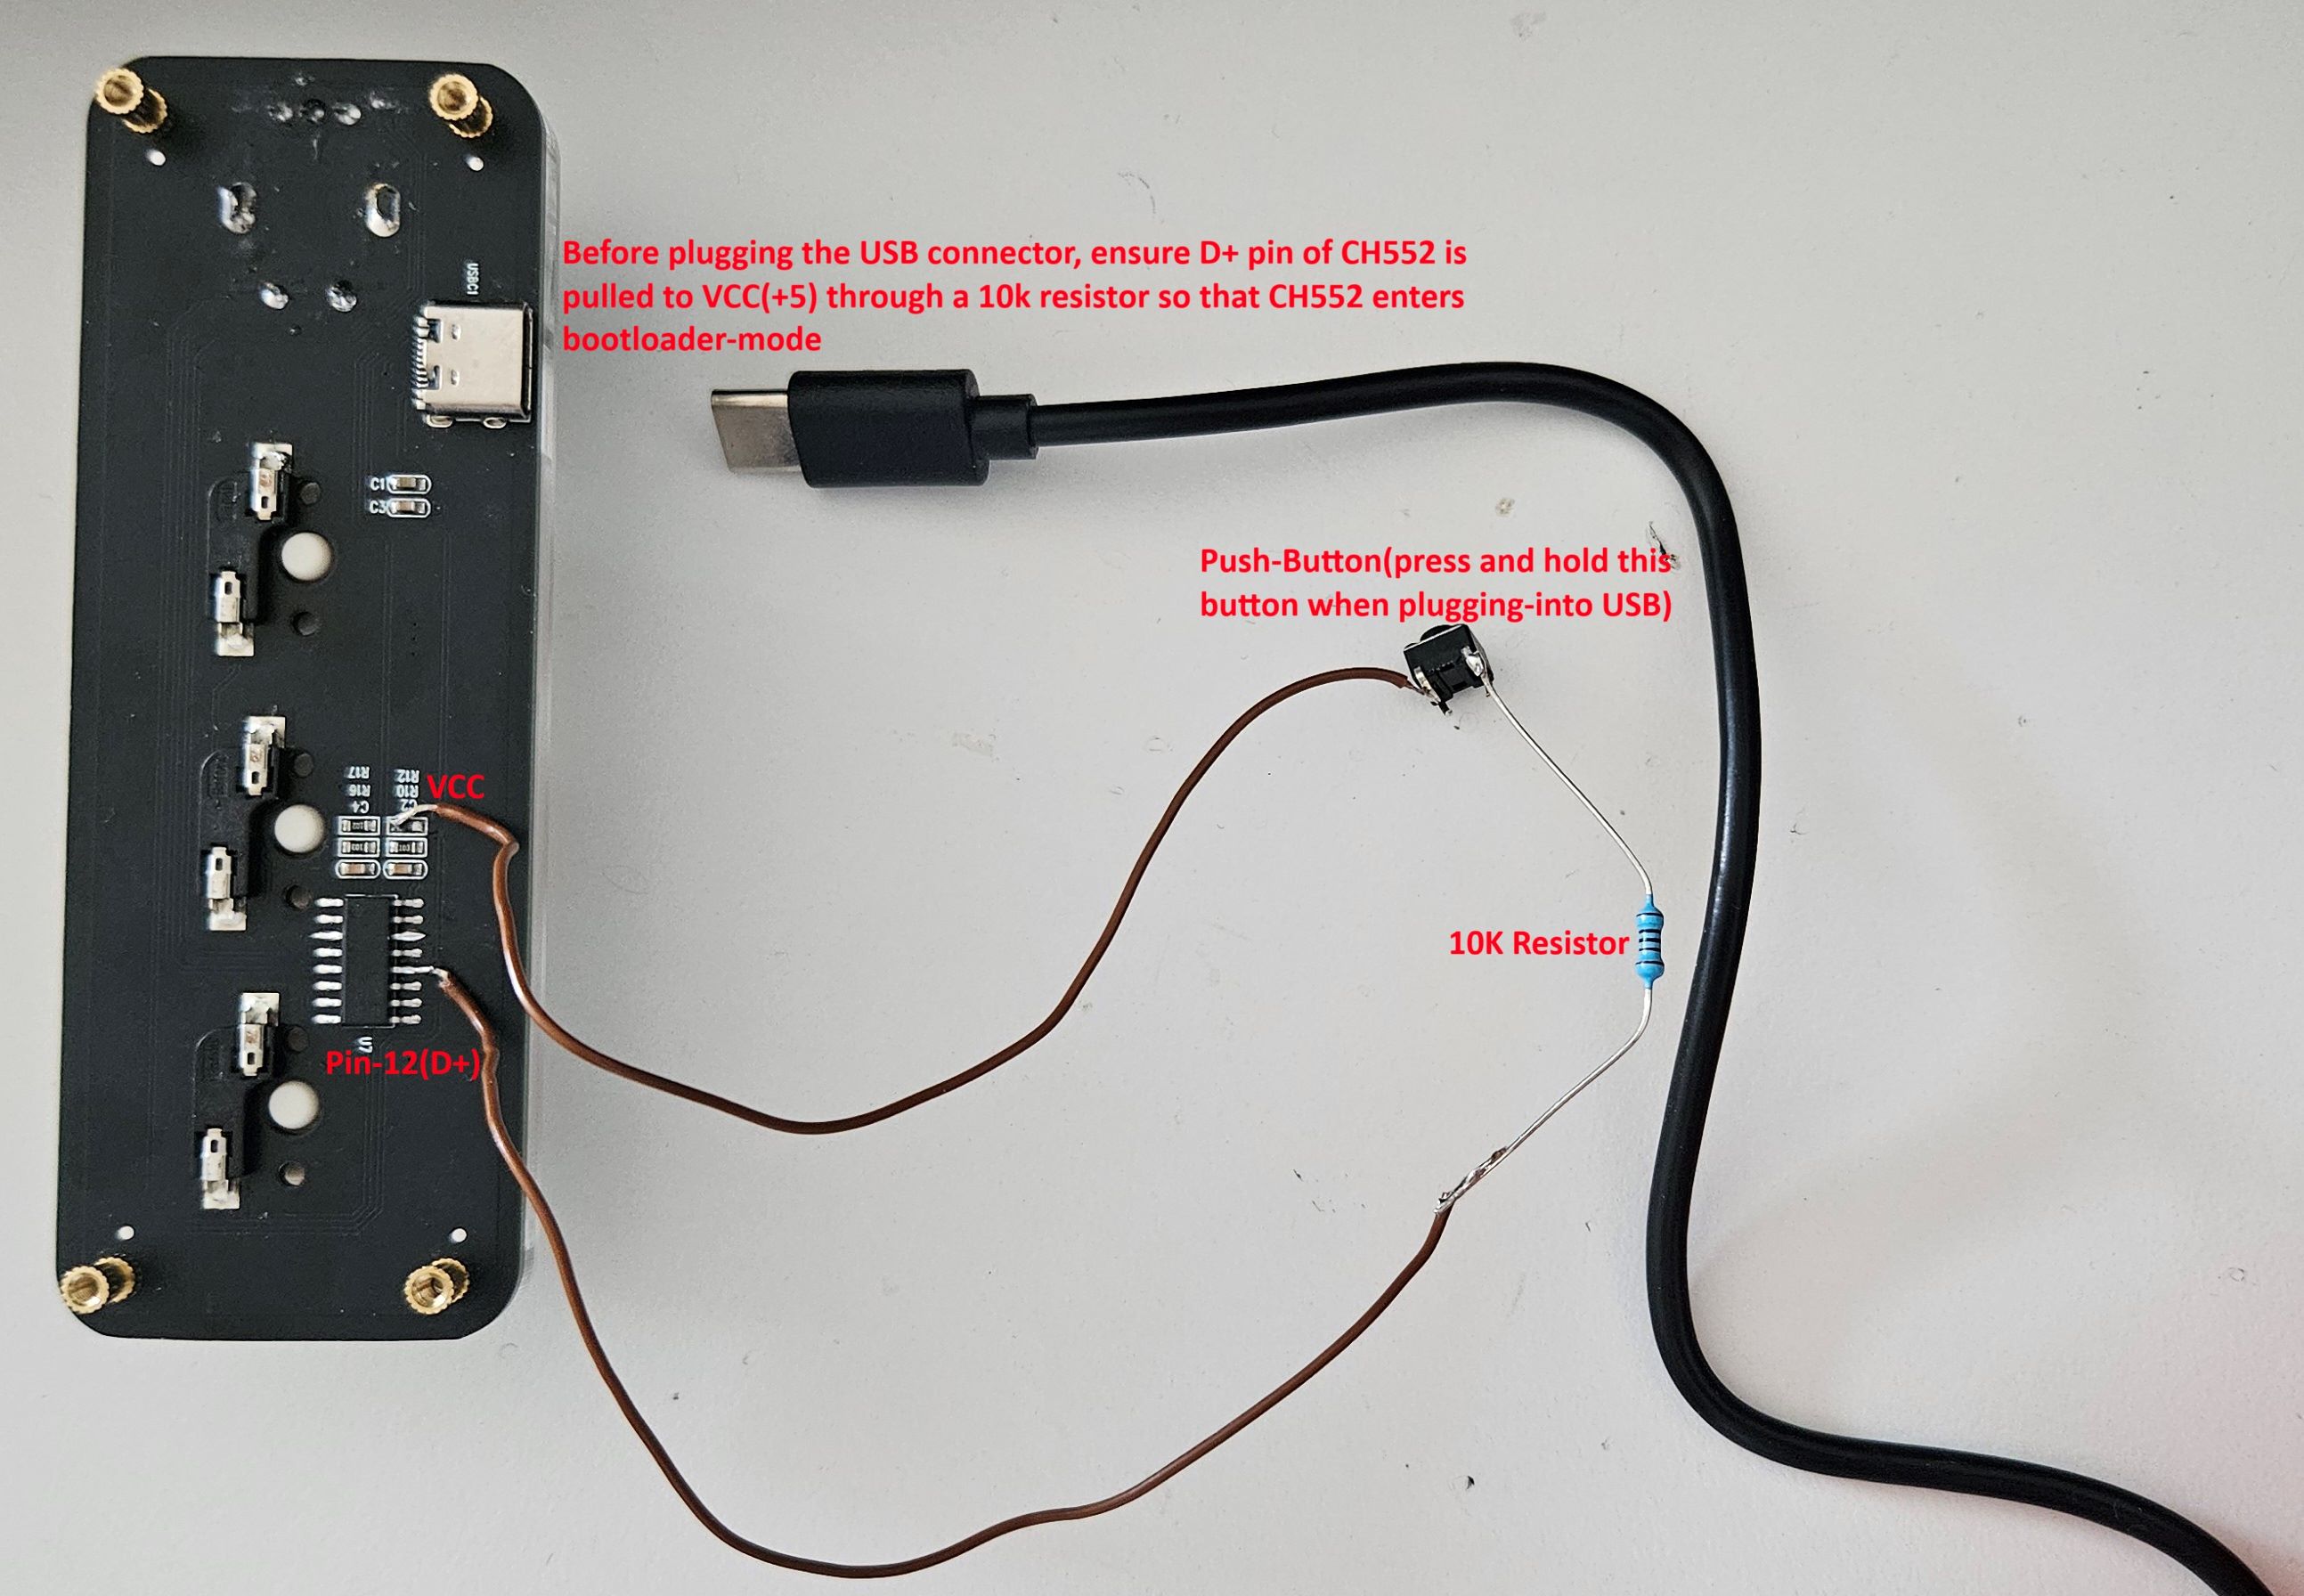 USBC1
Before plugging the USB connector, ensure D+ pin of CH552 is
pulled to VCC(+5) through a 10k resistor so that CH552 enters
bootloader-mode
C1
C3
Push-Button(press and hold this
button when plugging-into USB)
R17 R12
R16 R10
C4 C2
VCC
10K Resistor
Pin-12(D+)